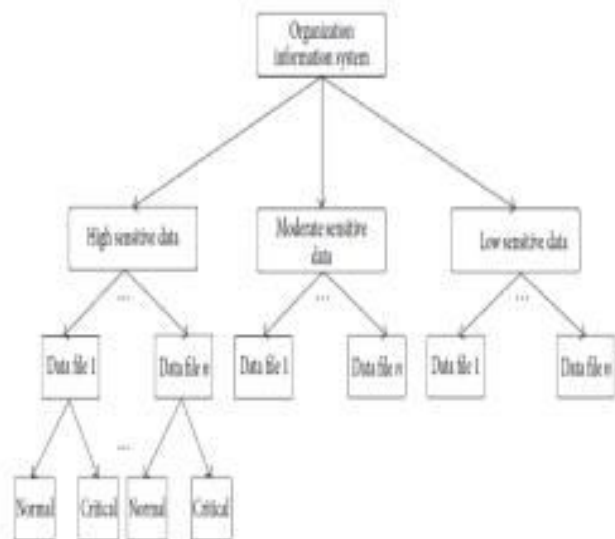 Organization
information system
High sensitive data
Moderate sensitive
data
Low sensitive data
...
...
...
Data file 1
Data file n
Data file 1
Data file n
Data file 1
Data file m
...
Normal
Critical
Normal
Critical